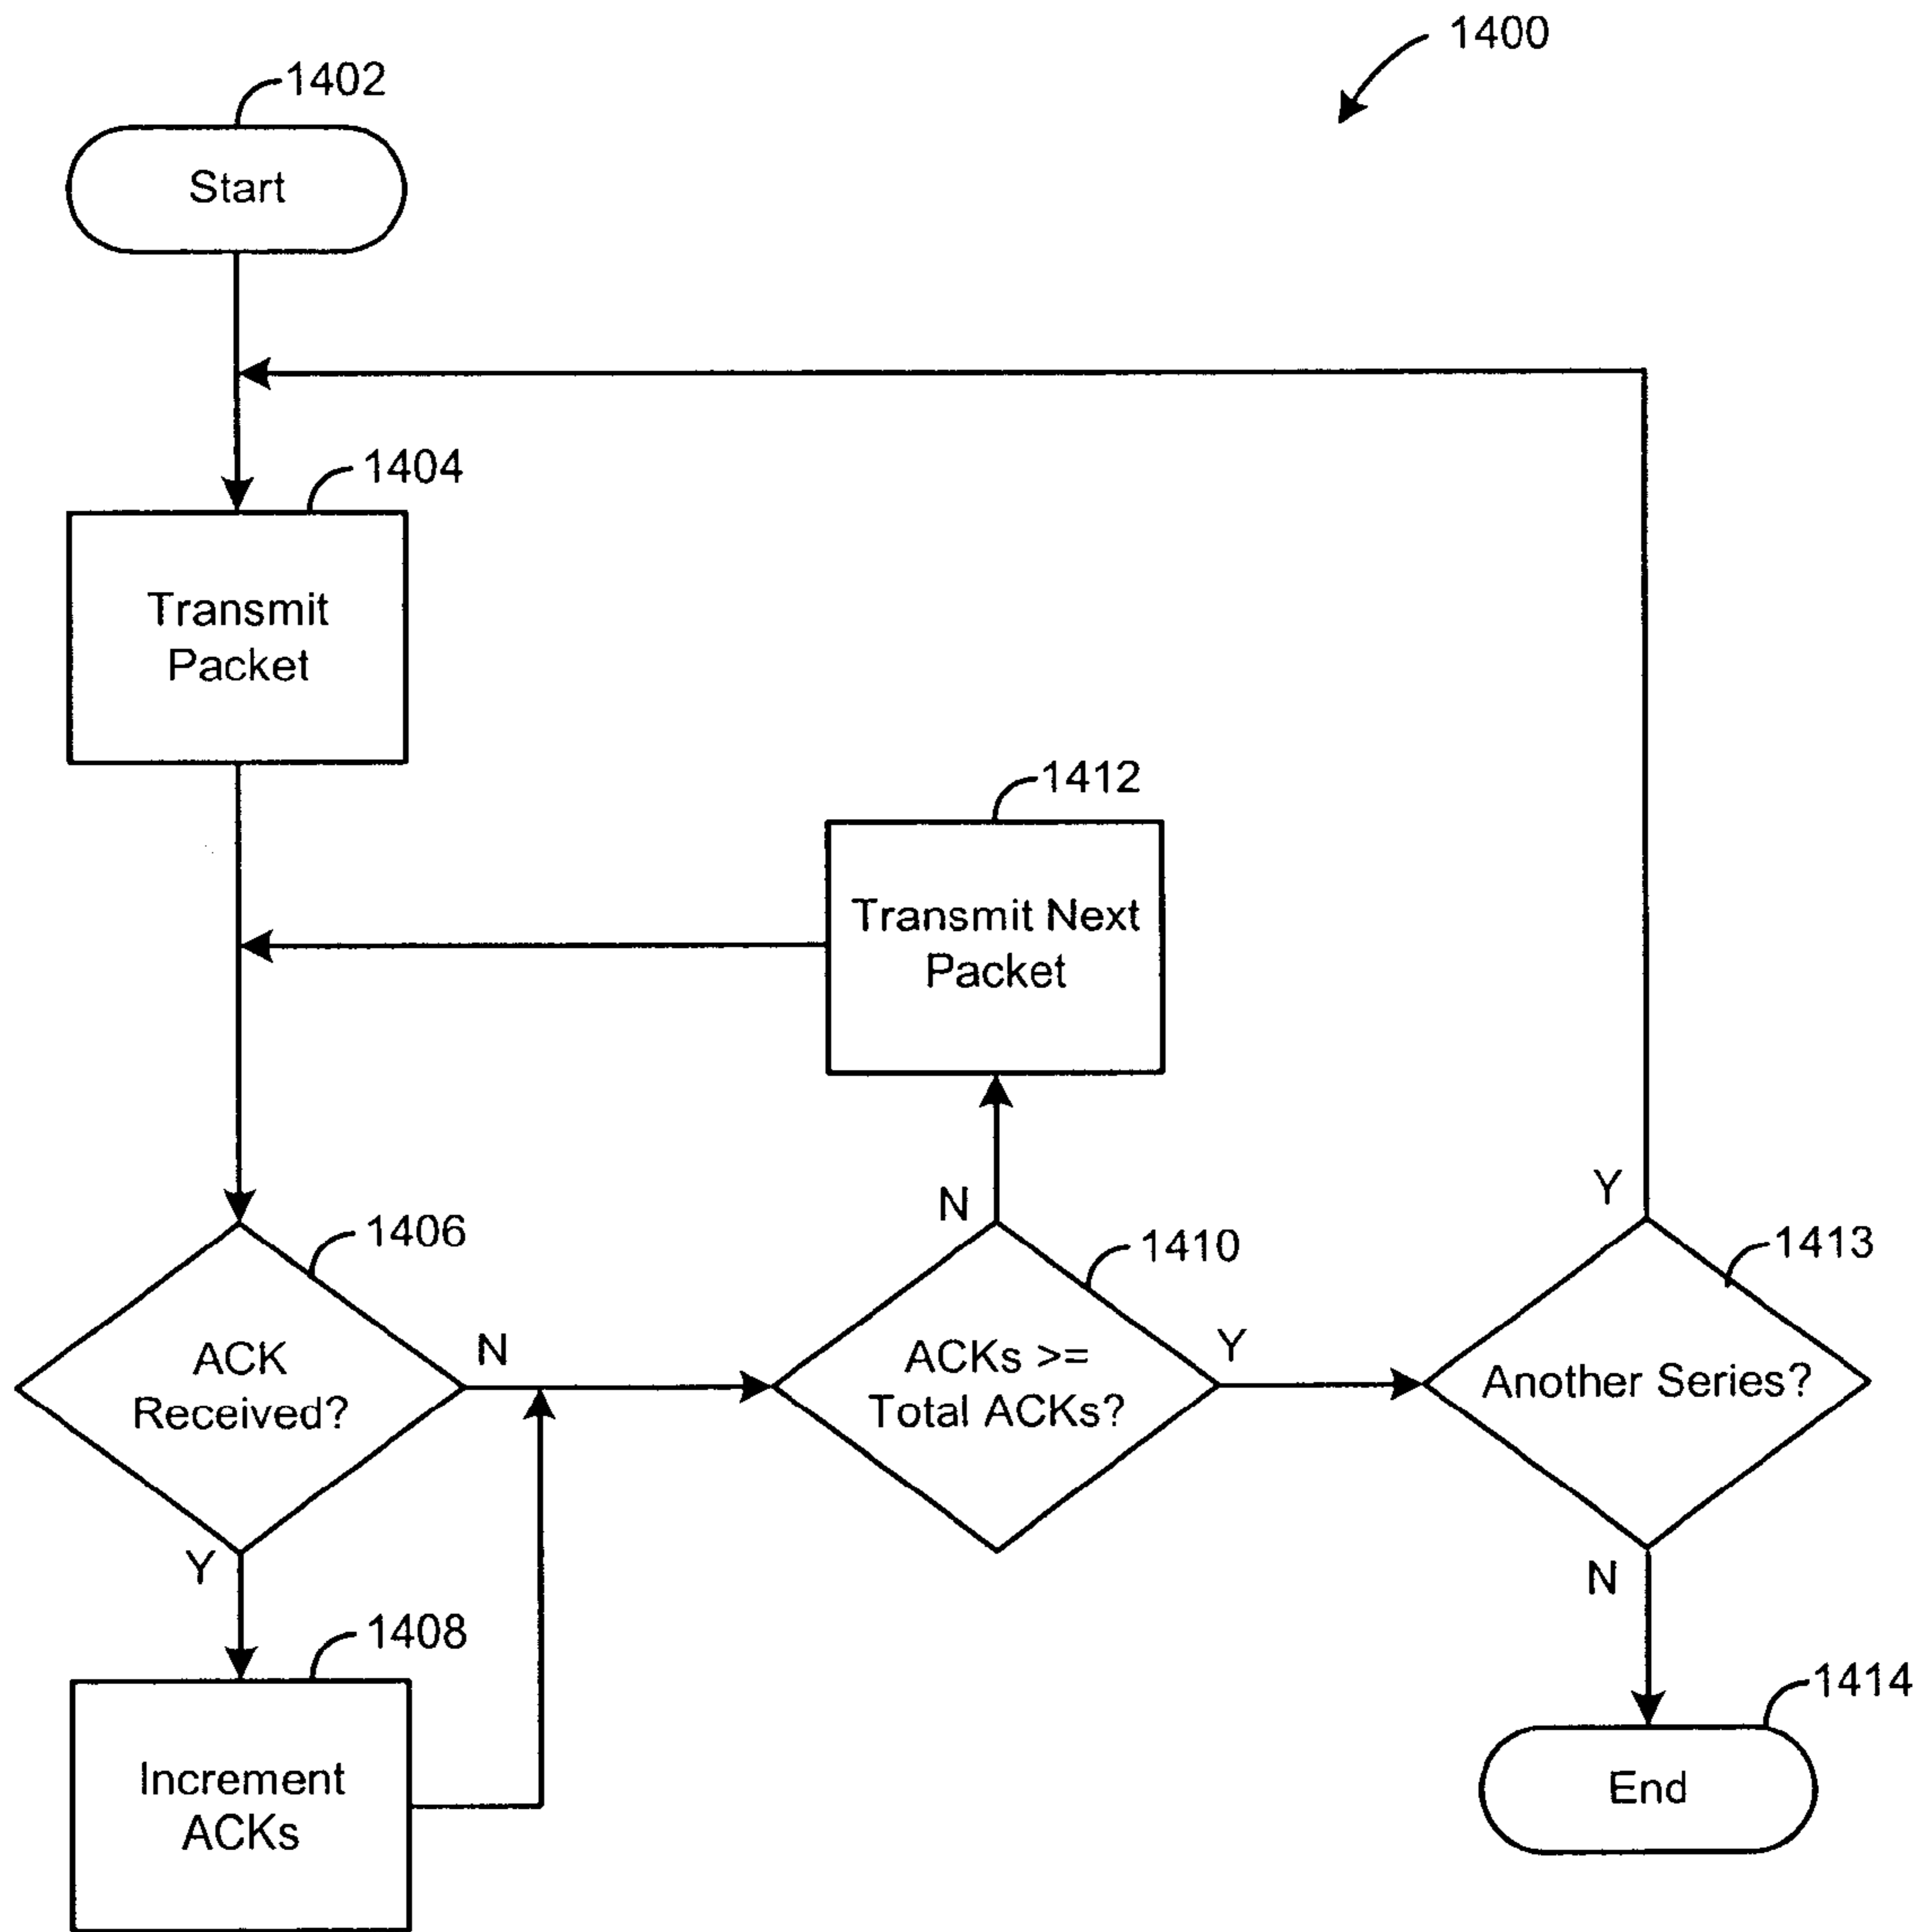 1400
1402
Start
1404
Transmit
Packet
1412
Transmit Next
Packet
1406
ACK
Received?
N
Y
1410
ACKs >=
Total ACKs?
N
Y
1413
Another Series?
Y
N
1408
Increment
ACKs
1414
End